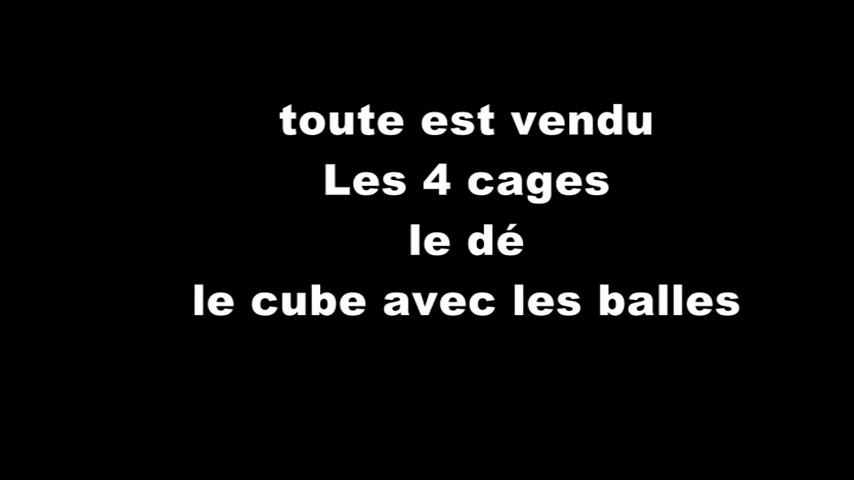 toute est vendu
Les 4 cages
le dé
le cube avec les balles